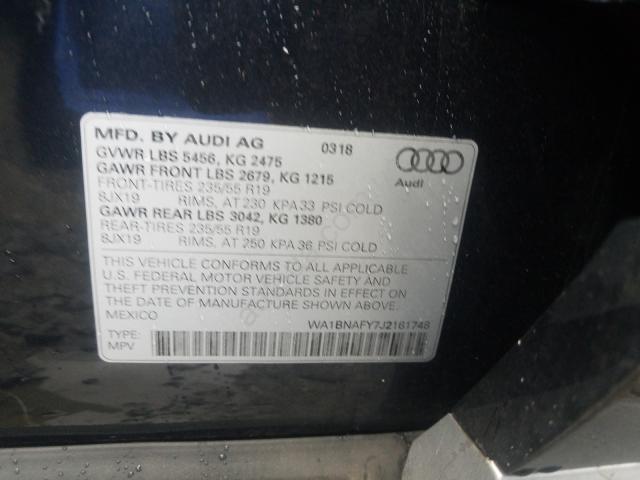 MFD. BY AUDI AG 0318
GVWR LBS 5456, KG 2475
GAWR FRONT LBS 2679, KG 1215
FRONT-TIRES 235/55 R19
8JX19 RIMS, AT 230 KPA 33 PSI COLD
GAWR REAR LBS 3042, KG 1380
REAR-TIRES 235/55 R19
8JX19 RIMS, AT 250 KPA 36 PSI COLD
Audi
THIS VEHICLE CONFORMS TO ALL APPLICABLE
U.S. FEDERAL MOTOR VEHICLE SAFETY AND
THEFT PREVENTION STANDARDS IN EFFECT ON
THE DATE OF MANUFACTURE SHOWN ABOVE.
MEXICO
WA1BNAFY7J2161748
TYPE:
MPV